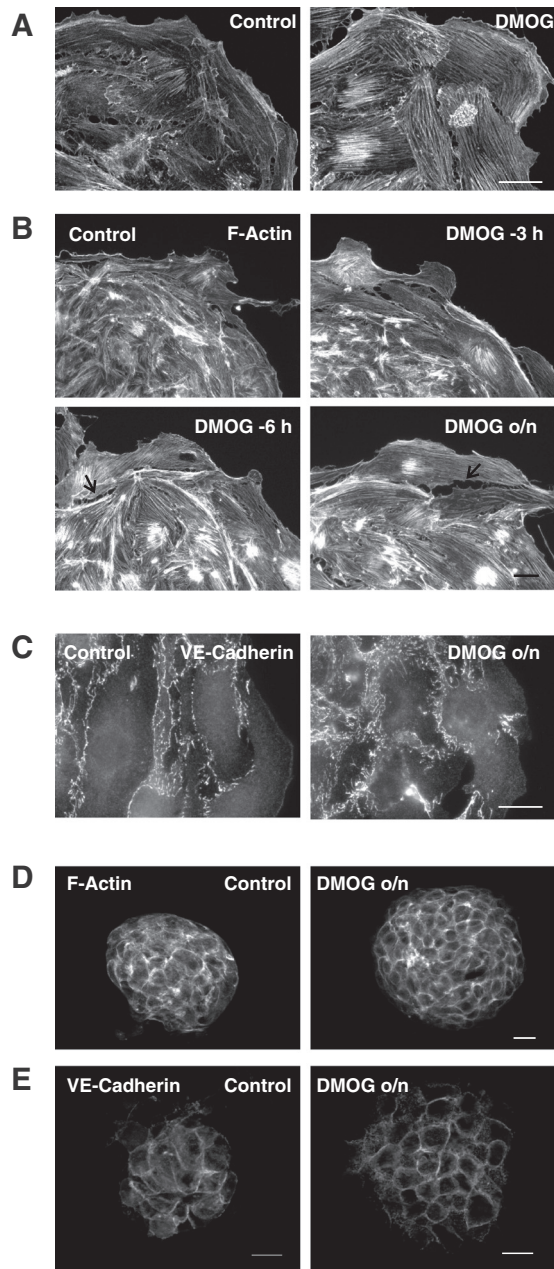 A
Control
DMOG
B
Control F-Actin
DMOG -3 h
DMOG -6 h
DMOG o/n
C
Control VE-Cadherin
DMOG o/n
D
F-Actin Control
DMOG o/n
E
VE-Cadherin Control
DMOG o/n